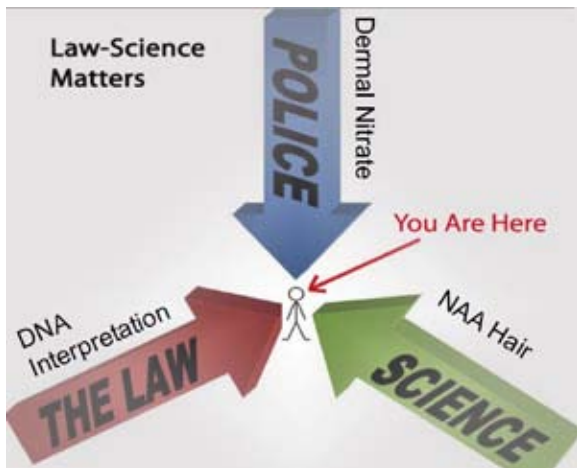 Law-Science
Matters
POLICE
Dermal Nitrate
You Are Here
DNA
Interpretation
THE LAW
NAA Hair
SCIENCE